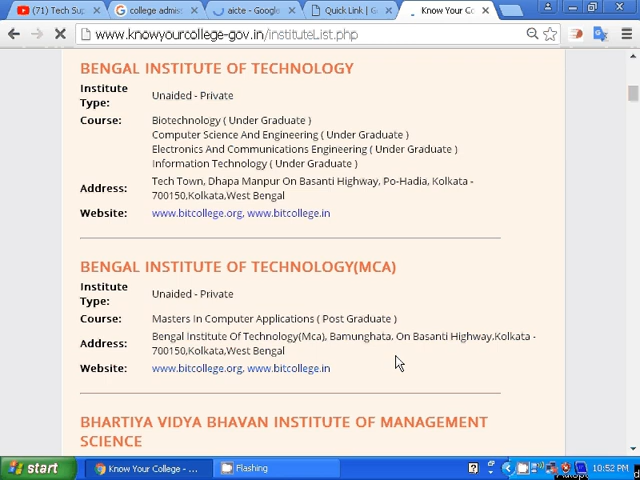 (71) Tech Su
college admis
aicte - Google
Quick Link | G
Know Your Co
www.knowyourcollege-gov.in/instituteList.php
BENGAL INSTITUTE OF TECHNOLOGY
Institute Type: Unaided - Private
Course: Biotechnology ( Under Graduate )
Computer Science And Engineering ( Under Graduate )
Electronics And Communications Engineering ( Under Graduate )
Information Technology ( Under Graduate )
Address: Tech Town, Dhapa Manpur On Basanti Highway, Po-Hadia, Kolkata -
700150,Kolkata,West Bengal
Website: www.bitcollege.org, www.bitcollege.in
BENGAL INSTITUTE OF TECHNOLOGY(MCA)
Institute Type: Unaided - Private
Course: Masters In Computer Applications ( Post Graduate )
Address: Bengal Institute Of Technology(Mca), Bamunghata. On Basanti Highway.Kolkata -
700150,Kolkata,West Bengal
Website: www.bitcollege.org, www.bitcollege.in
BHARTIYA VIDYA BHAVAN INSTITUTE OF MANAGEMENT
SCIENCE
start
Know Your College - ...
Flashing
10:52 PM